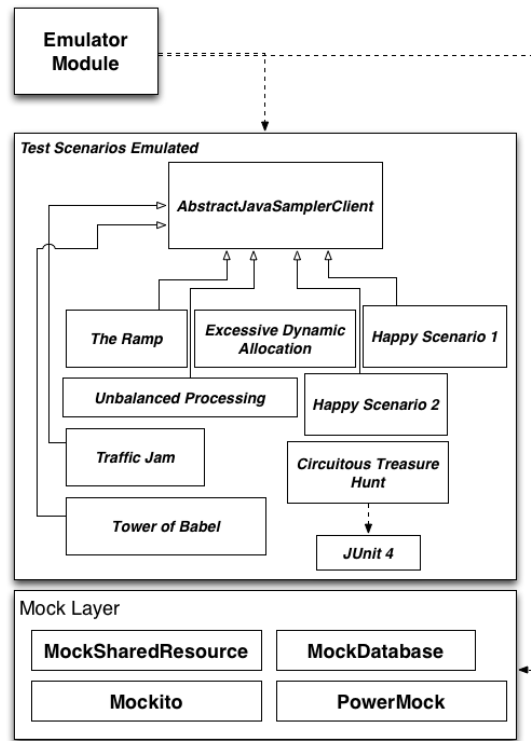 Emulator
Module
Test Scenarios Emulated
AbstractJavaSamplerClient
The Ramp
Excessive Dynamic
Allocation
Happy Scenario 1
Unbalanced Processing
Happy Scenario 2
Traffic Jam
Circuitous Treasure
Hunt
Tower of Babel
JUnit 4
Mock Layer
MockSharedResource
MockDatabase
Mockito
PowerMock